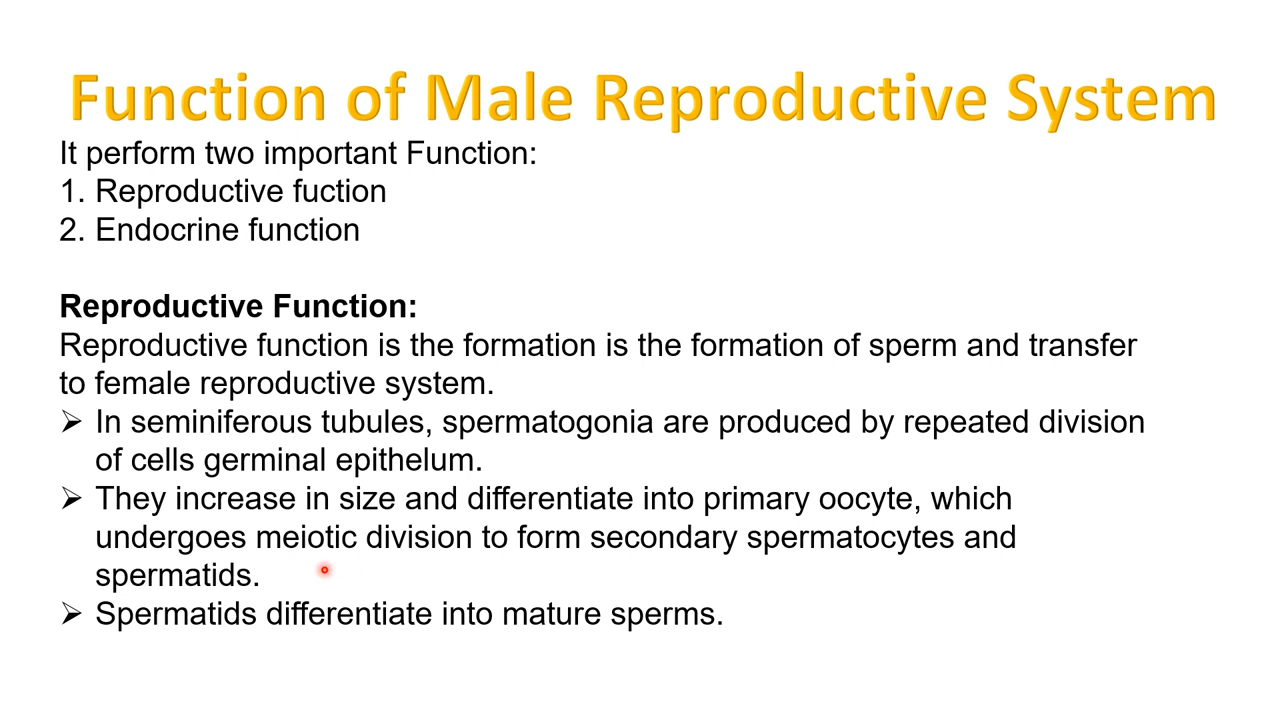 Function of Male Reproductive System
It perform two important Function:
1. Reproductive fuction
2. Endocrine function
Reproductive Function:
Reproductive function is the formation is the formation of sperm and transfer
to female reproductive system.
➢ In seminiferous tubules, spermatogonia are produced by repeated division
of cells germinal epithelum.
➢ They increase in size and differentiate into primary oocyte, which
undergoes meiotic division to form secondary spermatocytes and
spermatids.
➢ Spermatids differentiate into mature sperms.